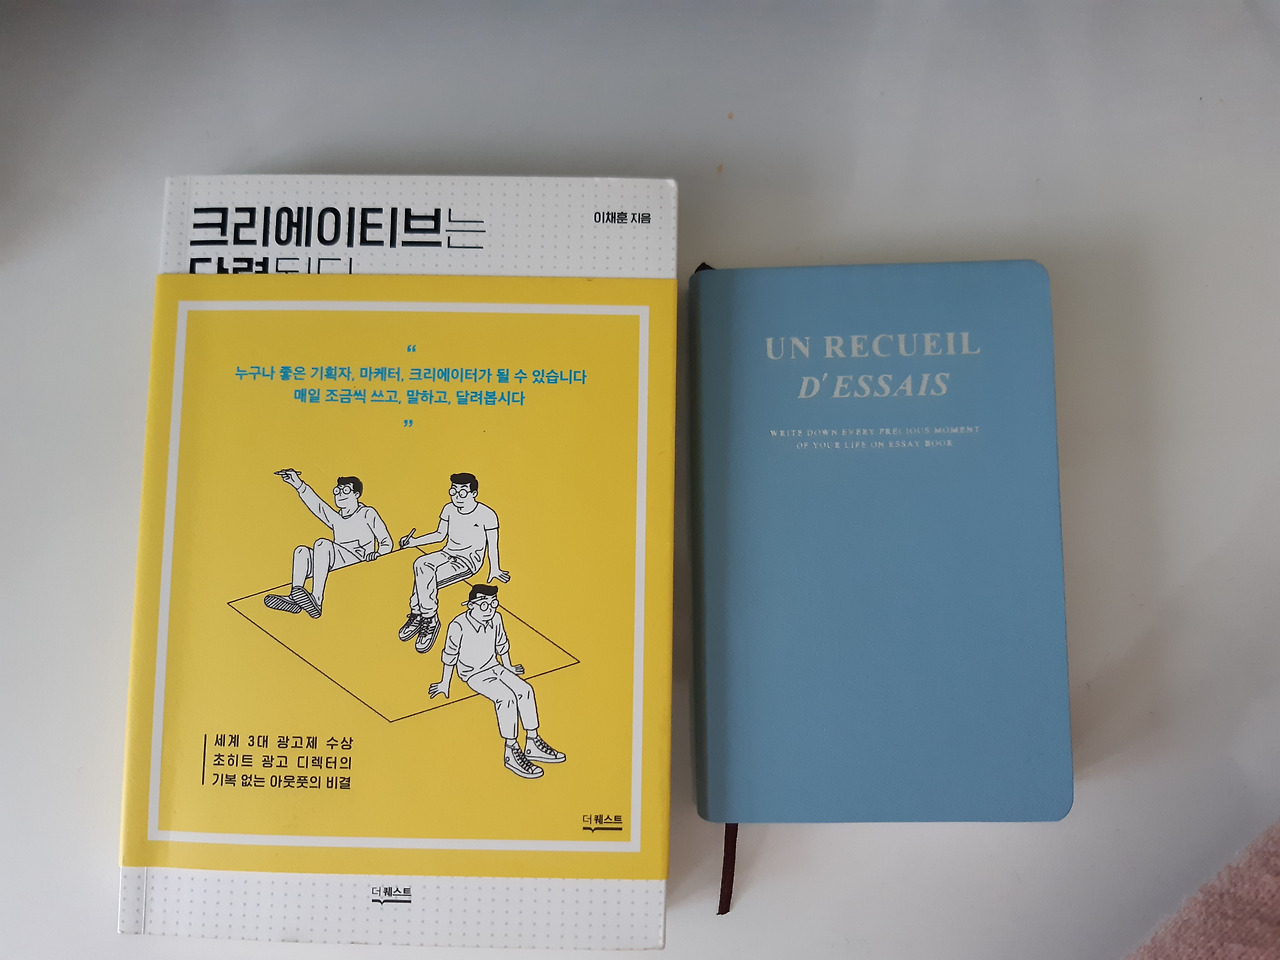 크리에이티브는
단련된다
이채훈 지음
“
누구나 좋은 기획자, 마케터, 크리에이터가 될 수 있습니다
매일 조금씩 쓰고, 말하고, 달려봅시다
”
세계 3대 광고제 수상
초히트 광고 디렉터의
기복 없는 아웃풋의 비결
더퀘스트
더퀘스트
UN RECUEIL
D'ESSAIS
WRITE DOWN EVERY PRECIOUS MOMENT
OF YOUR LIFE ON ESSAY BOOK